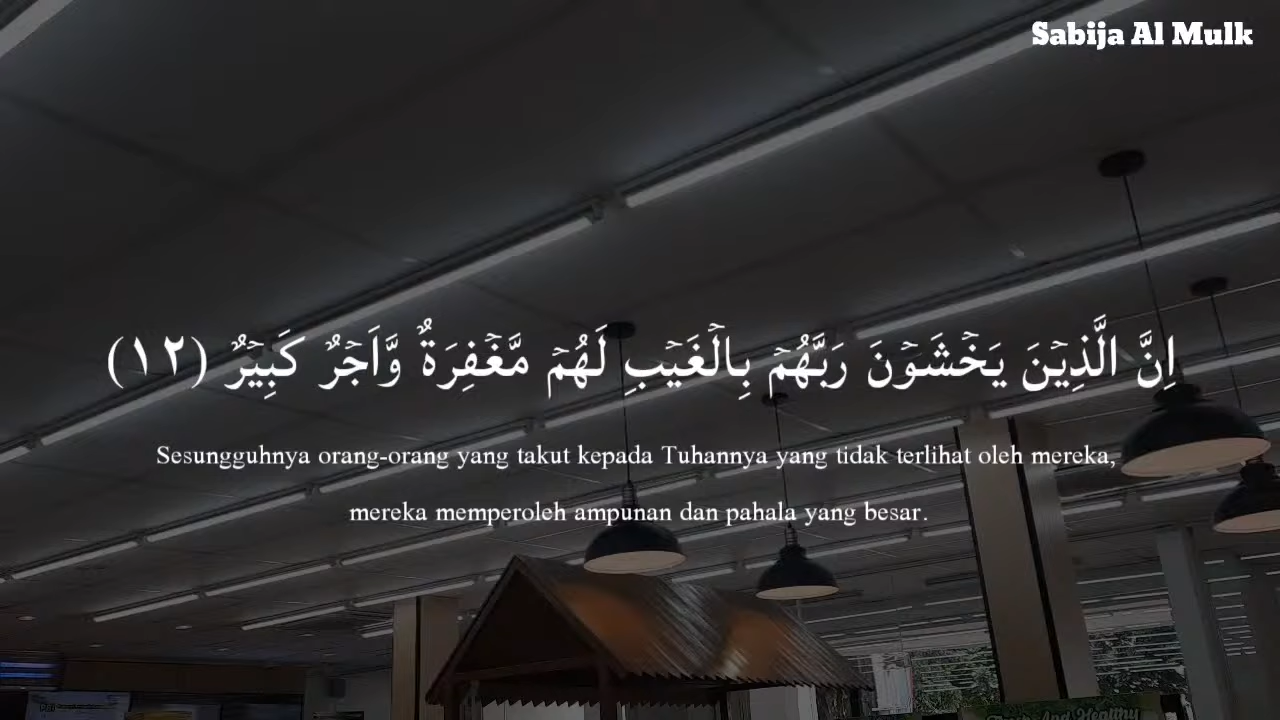 Sabija Al Mulk
اِنَّ الَّذِيْنَ يَخْشَوْنَ رَبَّهُمْ بِالْغَيْبِ لَهُمْ مَّغْفِرَةٌ وَّاَجْرٌ كَبِيْرٌ (١٢)
Sesungguhnya orang-orang yang takut kepada Tuhannya yang tidak terlihat oleh mereka,
mereka memperoleh ampunan dan pahala yang besar.